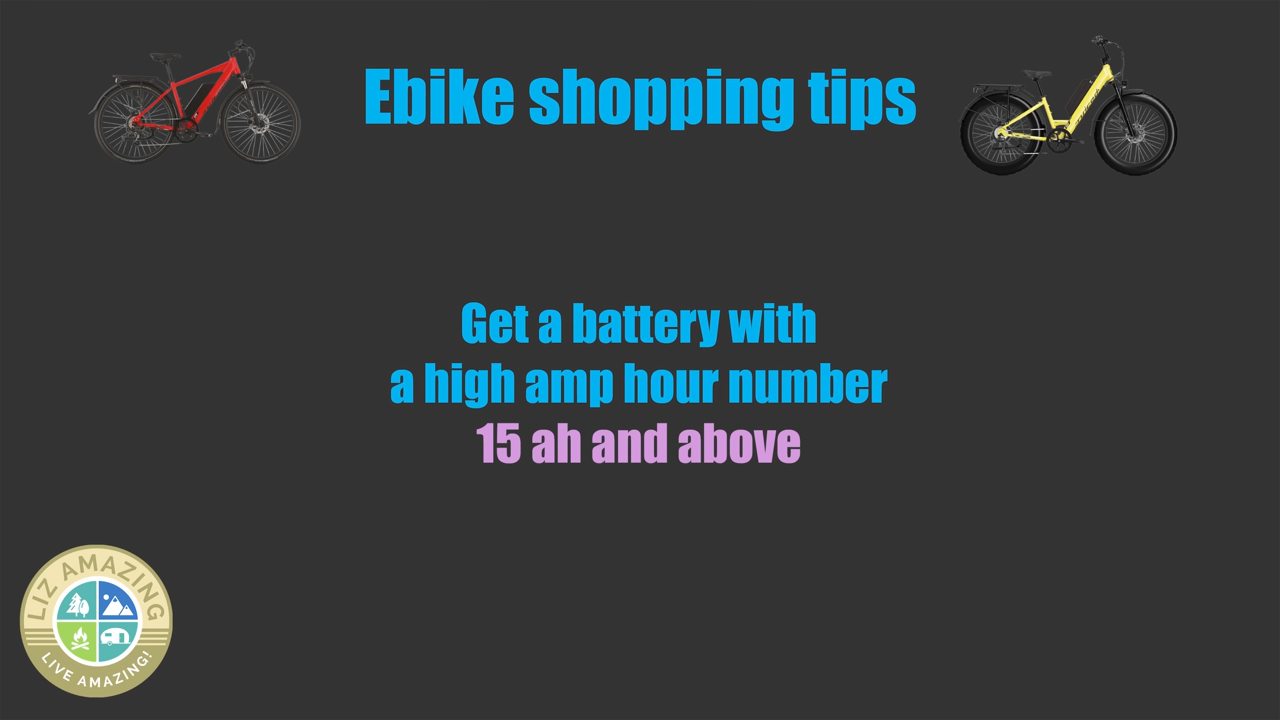 Ebike shopping tips
Get a battery with
a high amp hour number
15 ah and above
LIZ AMAZING
LIVE AMAZING!